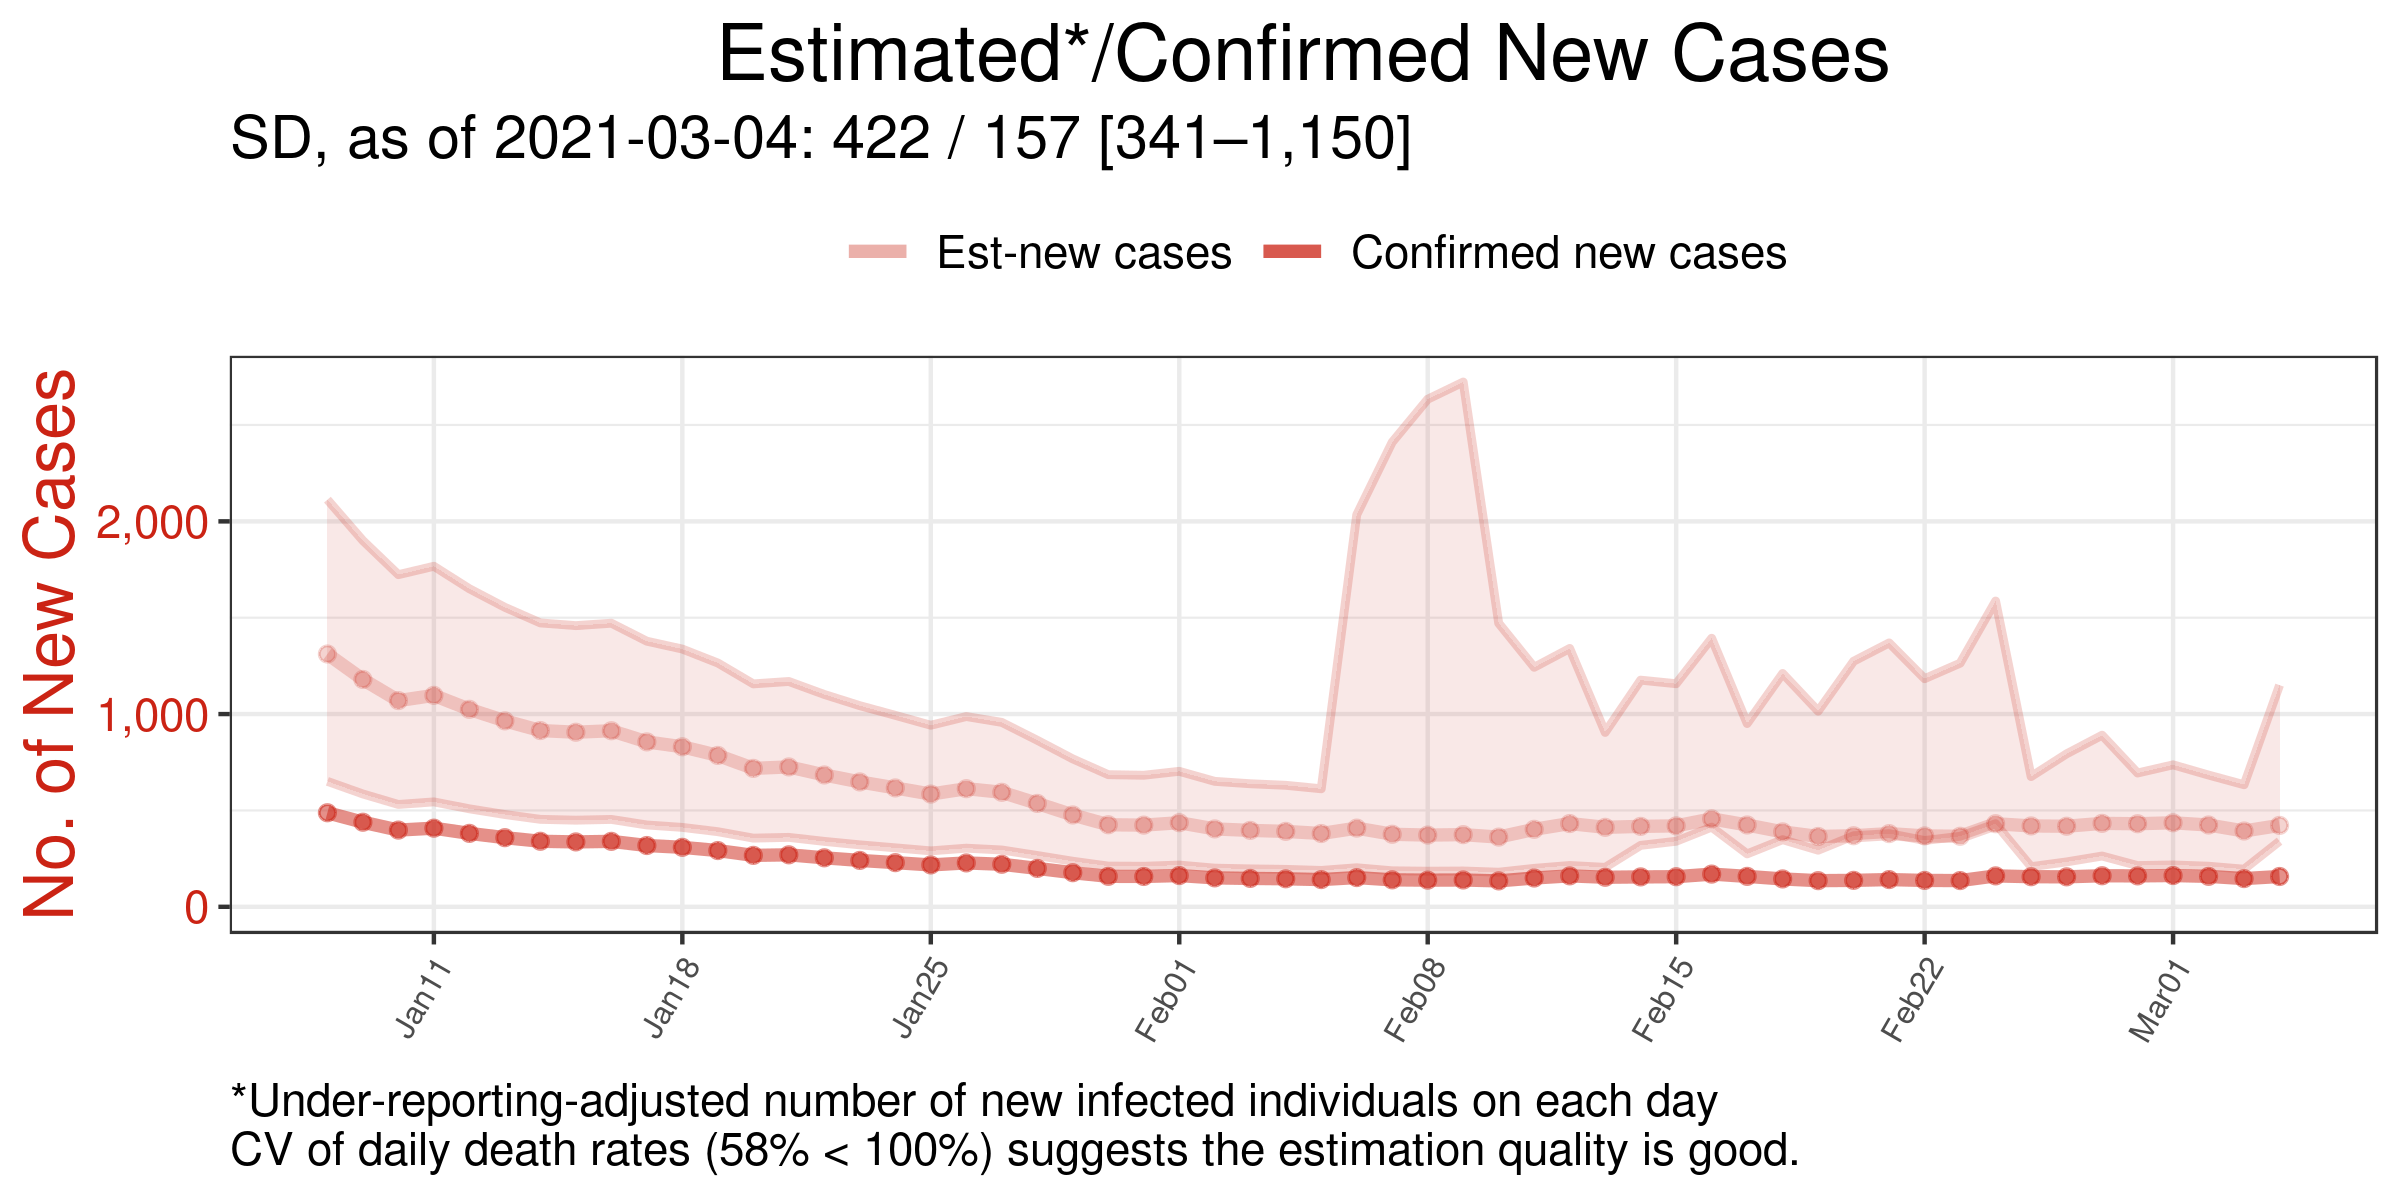 Estimated*/Confirmed New Cases
SD, as of 2021-03-04: 422 / 157 [341–1,150]
Est-new cases Confirmed new cases
No. of New Cases
2,000
1,000
0
Jan11 Jan18 Jan25 Feb01 Feb08 Feb15 Feb22 Mar01
*Under-reporting-adjusted number of new infected individuals on each day
CV of daily death rates (58% < 100%) suggests the estimation quality is good.